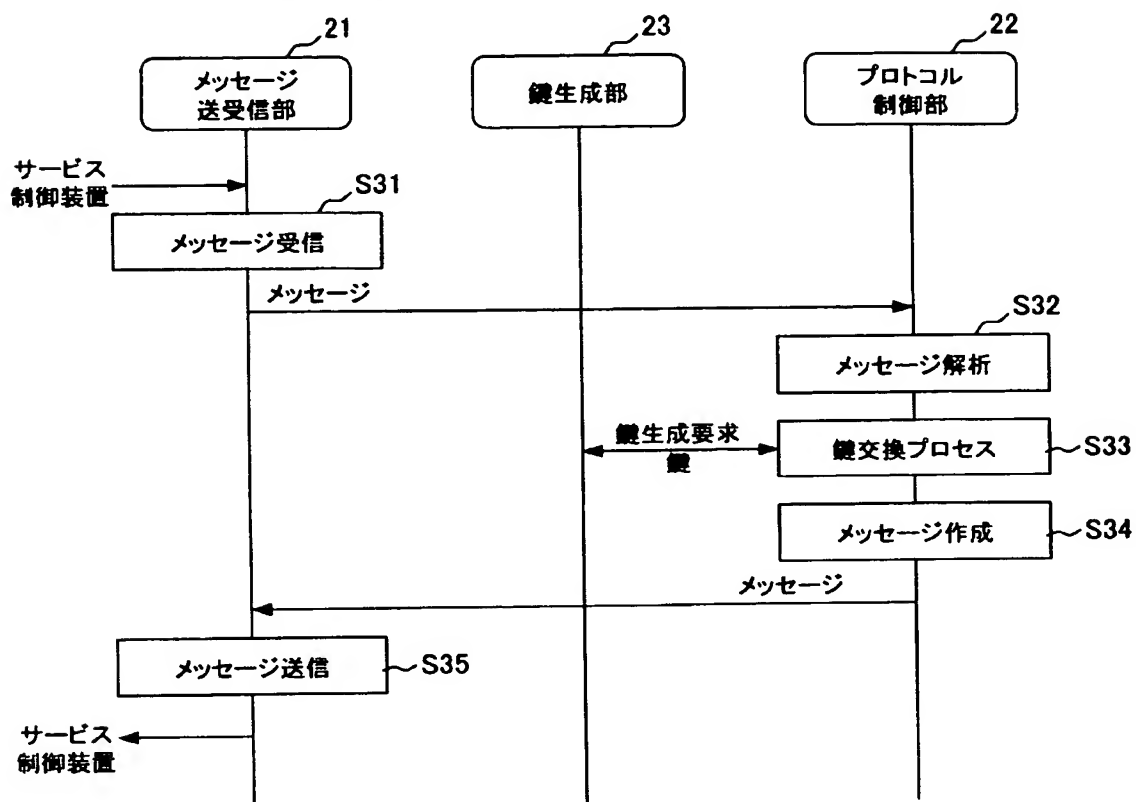 21
メッセージ
送受信部
23
鍵生成部
22
プロトコル
制御部
サービス
制御装置
S31
メッセージ受信
メッセージ
S32
メッセージ解析
鍵生成要求
鍵
鍵交換プロセス
S33
メッセージ作成
S34
メッセージ
メッセージ送信
S35
サービス
制御装置